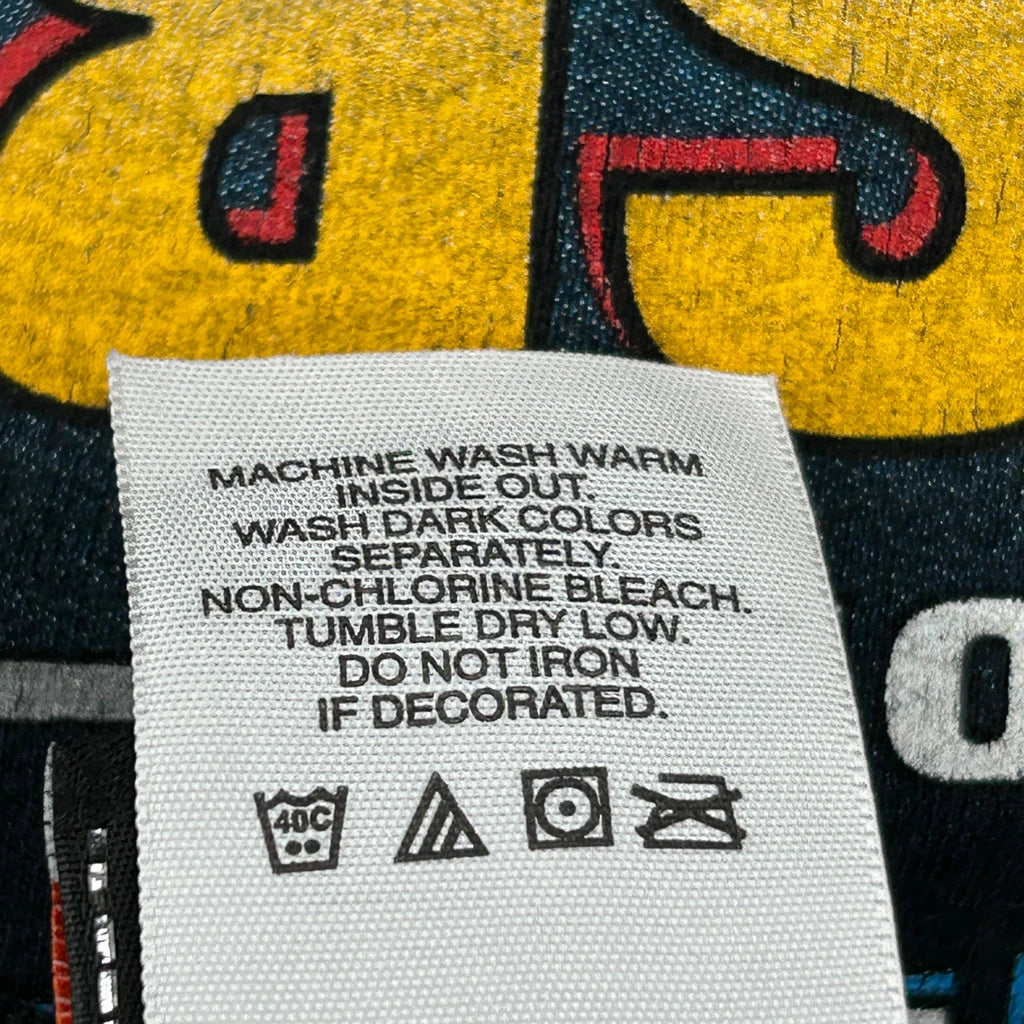 MACHINE WASH WARM
INSIDE OUT.
WASH DARK COLORS
SEPARATELY.
NON-CHLORINE BLEACH.
TUMBLE DRY LOW.
DO NOT IRON
IF DECORATED.
40C